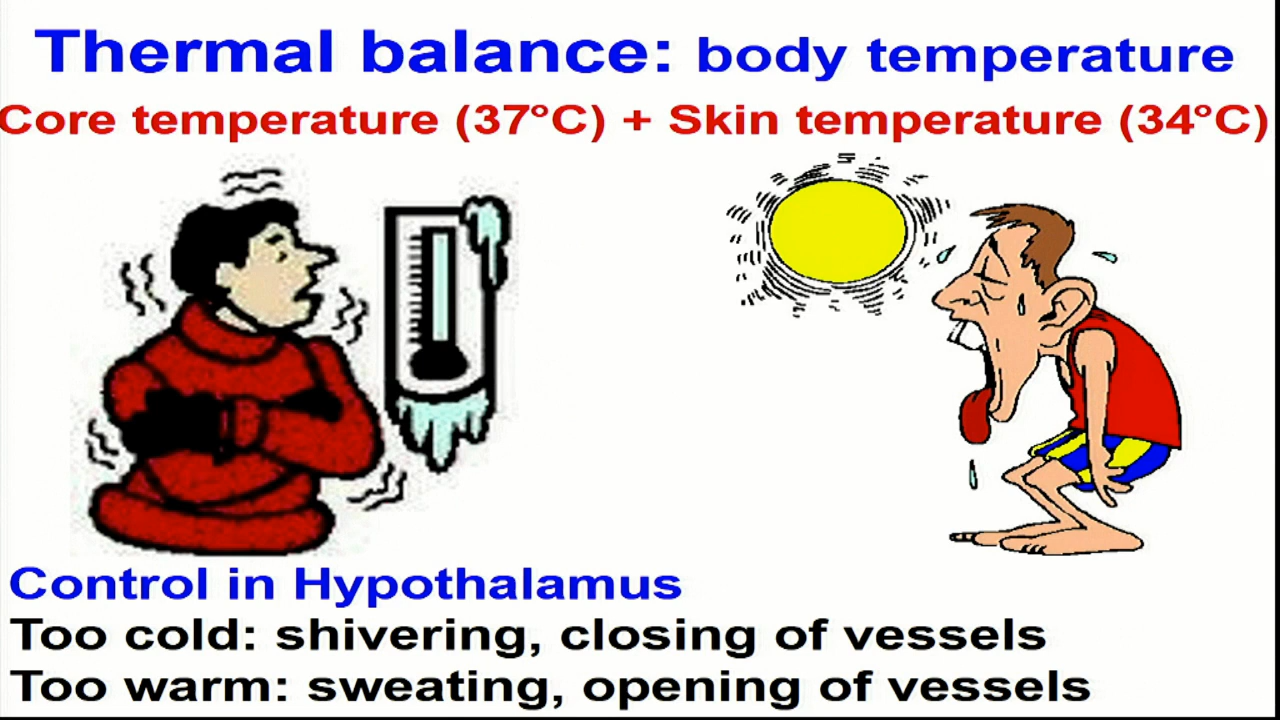 Thermal balance: body temperature
Core temperature (37°C) + Skin temperature (34°C)
Control in Hypothalamus
Too cold: shivering, closing of vessels
Too warm: sweating, opening of vessels